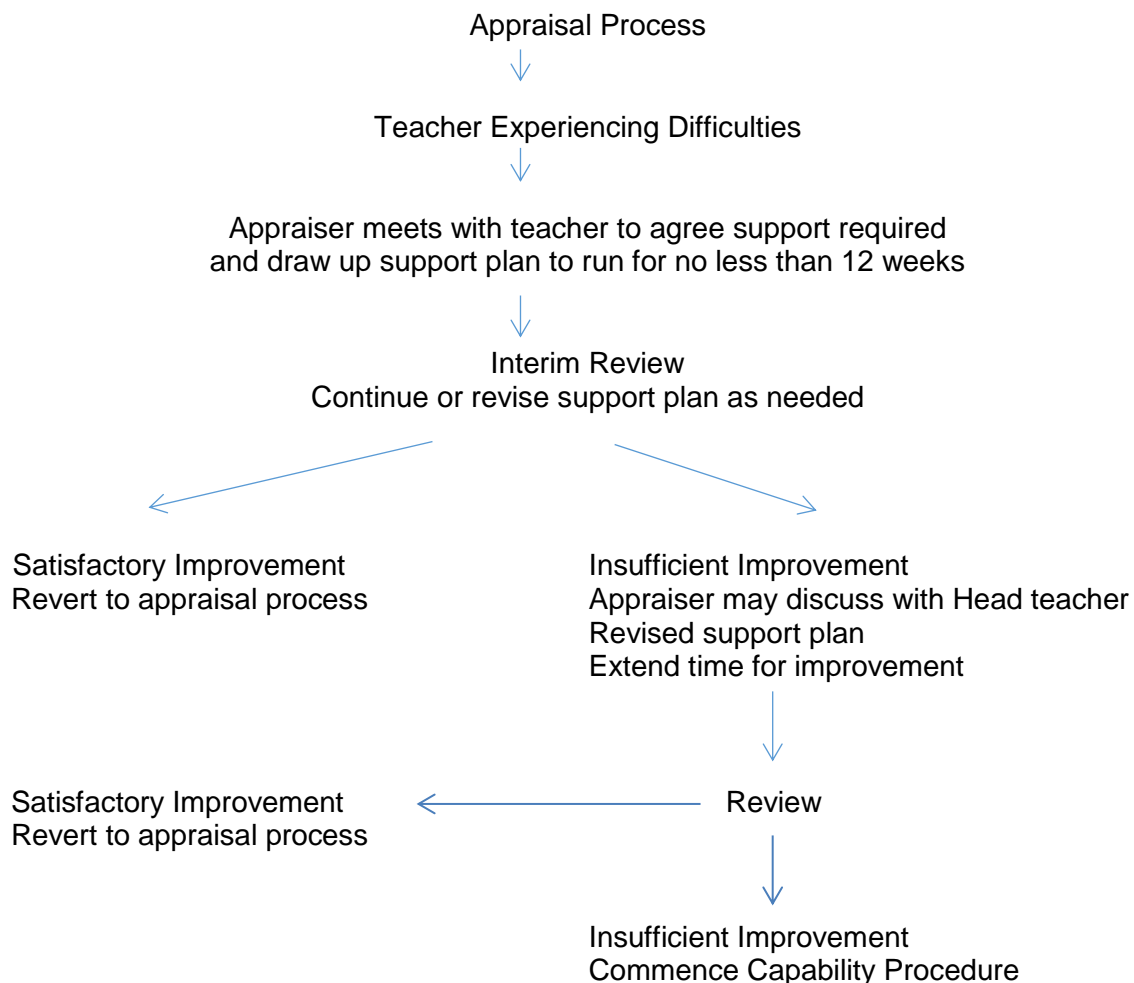 Appraisal Process
Teacher Experiencing Difficulties
Appraiser meets with teacher to agree support required
and draw up support plan to run for no less than 12 weeks
Interim Review
Continue or revise support plan as needed
Satisfactory Improvement
Revert to appraisal process
Insufficient Improvement
Appraiser may discuss with Head teacher
Revised support plan
Extend time for improvement
Satisfactory Improvement
Revert to appraisal process
Review
Insufficient Improvement
Commence Capability Procedure